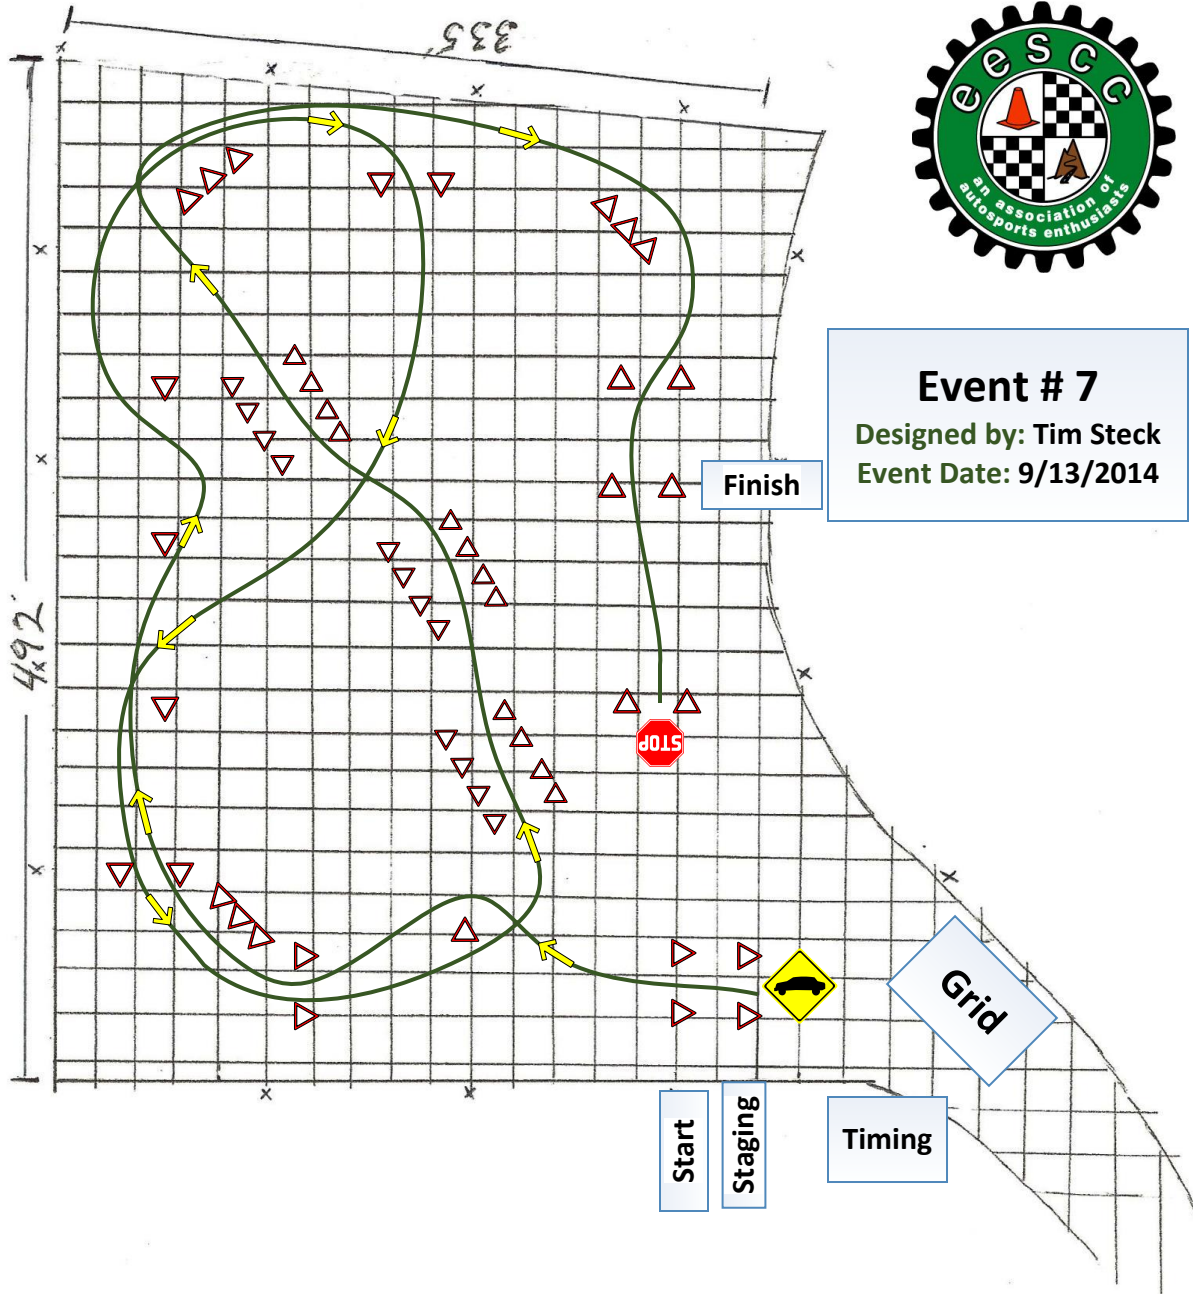 335'
eescc
an association of
autosports enthusiasts
Event # 7
Designed by: Tim Steck
Event Date: 9/13/2014
Finish
492'
STOP
Grid
Start
Staging
Timing